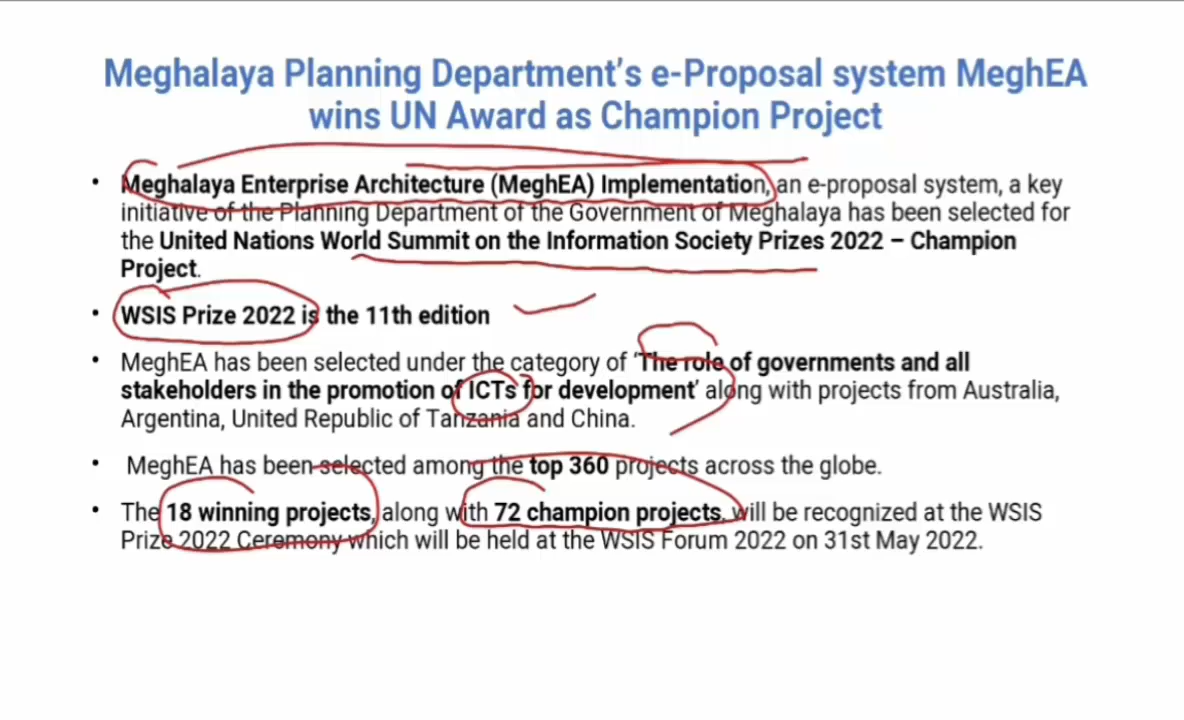 Meghalaya Planning Department's e-Proposal system MeghEA
wins UN Award as Champion Project
• Meghalaya Enterprise Architecture (MeghEA) Implementation, an e-proposal system, a key
initiative of the Planning Department of the Government of Meghalaya has been selected for
the United Nations World Summit on the Information Society Prizes 2022 – Champion
Project.
• WSIS Prize 2022 is the 11th edition
• MeghEA has been selected under the category of 'The role of governments and all
stakeholders in the promotion of ICTs for development' along with projects from Australia,
Argentina, United Republic of Tanzania and China.
• MeghEA has been selected among the top 360 projects across the globe.
• The 18 winning projects, along with 72 champion projects, will be recognized at the WSIS
Prize 2022 Ceremony which will be held at the WSIS Forum 2022 on 31st May 2022.